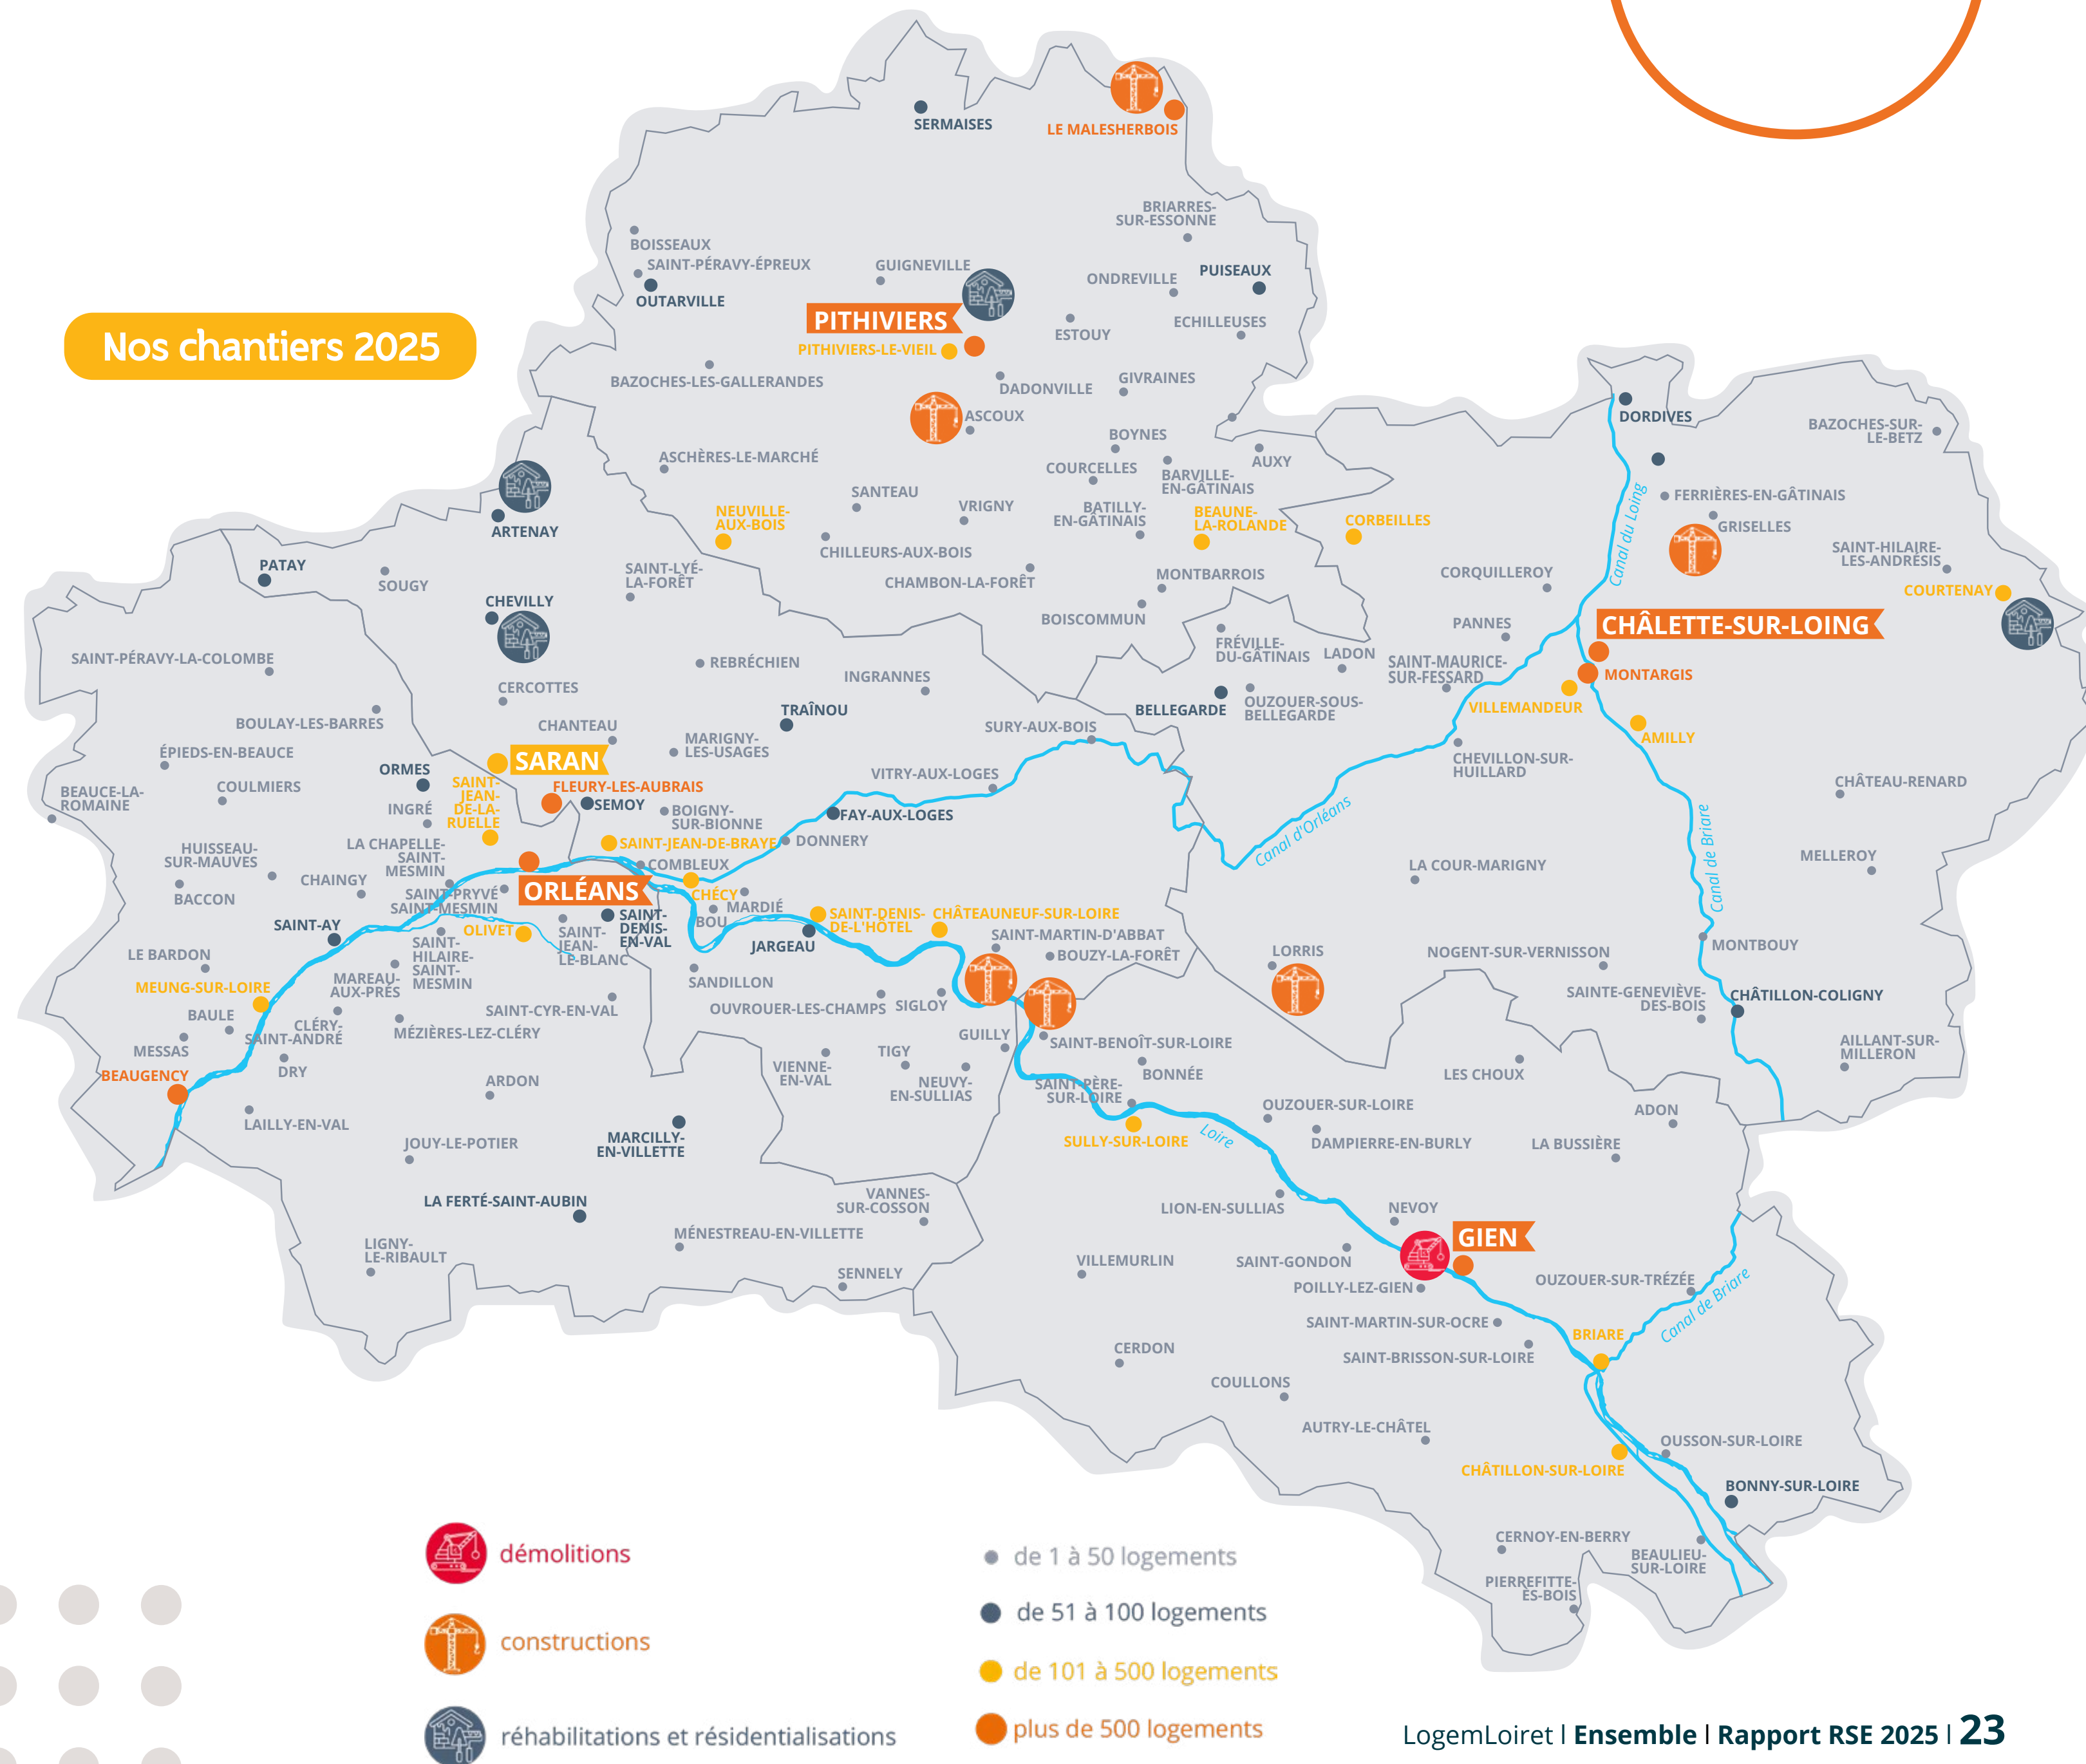 SERMAISES
LE MALESHERBOIS
BRIARRES-
SUR-ESSONNE
BOISSEAUX
SAINT-PÉRAVY-ÉPREUX
OUTARVILLE
GUIGNEVILLE
ONDREVILLE
PUISEAUX
Nos chantiers 2025
PITHIVIERS
PITHIVIERS-LE-VIEIL
ESTOUY
ECHILLEUSES
BAZOCHES-LES-GALLERANDES
DADONVILLE
GIVRAINES
ASCOUX
DORDIVES
BAZOCHES-SUR-
LE-BETZ
BOYNES
ASCHÈRES-LE-MARCHÉ
COURCELLES
BARVILLE-
EN-GÂTINAIS
AUXY
SANTEAU
VRIGNY
BATILLY-
EN-GÂTINAIS
NEUVILLE-
AUX-BOIS
BEAUNE-
LA-ROLANDE
CORBEILLES
FERRIÈRES-EN-GÂTINAIS
GRISELLES
Canal du Loing
ARTENAY
CHILLEURS-AUX-BOIS
SAINT-HILAIRE-
LES-ANDRÉSIS
PATAY
SOUGY
SAINT-LYÉ-
LA-FORÊT
CHAMBON-LA-FORÊT
MONTBARROIS
CORQUILLEROY
COURTENAY
CHEVILLY
BOISCOMMUN
PANNES
CHÂLETTE-SUR-LOING
SAINT-PÉRAVY-LA-COLOMBE
REBRÉCHIEN
INGRANNES
FRÉVILLE-
DU-GÂTINAIS
LADON
SAINT-MAURICE-
SUR-FESSARD
MONTARGIS
CERCOTTES
TRAÎNOU
BELLEGARDE
OUZOUER-SOUS-
BELLEGARDE
VILLEMANDEUR
BOULAY-LES-BARRES
CHANTEAU
SURY-AUX-BOIS
AMILLY
MARIGNY-
LES-USAGES
ÉPIEDS-EN-BEAUCE
SARAN
ORMES
VITRY-AUX-LOGES
CHEVILLON-SUR-
HUILLARD
CHÂTEAU-RENARD
BEAUCE-LA-
ROMAINE
COULMIERS
SAINT-
JEAN-
DE-LA-
RUELLE
FLEURY-LES-AUBRAIS
SEMOY
INGRÉ
BOIGNY-
SUR-BIONNE
FAY-AUX-LOGES
Canal d'Orléans
Canal de Briare
HUISSEAU-
SUR-MAUVES
LA CHAPELLE-
SAINT-
MESMIN
SAINT-JEAN-DE-BRAYE
DONNERY
COMBLEUX
LA COUR-MARIGNY
MELLEROY
BACCON
CHAINGY
SAINT-PRYVÉ
SAINT-MESMIN
ORLÉANS
CHÉCY
MARDIÉ
BOU
SAINT-AY
OLIVET
SAINT-
JEAN-
LE-BLANC
SAINT-
DENIS-
EN-VAL
JARGEAU
SAINT-DENIS-
DE-L'HÔTEL
CHÂTEAUNEUF-SUR-LOIRE
SAINT-MARTIN-D'ABBAT
BOUZY-LA-FORÊT
LORRIS
NOGENT-SUR-VERNISSON
MONTBOUY
LE BARDON
SAINT-
HILAIRE-
SAINT-
MESMIN
MAREAU-
AUX-PRÉS
MEUNG-SUR-LOIRE
SANDILLON
SAINT-CYR-EN-VAL
OUVROUER-LES-CHAMPS
SIGLOY
SAINTE-GENEVIÈVE-
DES-BOIS
CHÂTILLON-COLIGNY
BAULE
CLÉRY-
SAINT-ANDRÉ
MÉZIÈRES-LEZ-CLÉRY
GUILLY
SAINT-BENOÎT-SUR-LOIRE
MESSAS
DRY
TIGY
VIENNE-
EN-VAL
NEUVY-
EN-SULLIAS
BONNÉE
LES CHOUX
AILLANT-SUR-
MILLERON
BEAUGENCY
ARDON
SAINT-PÈRE-
SUR-LOIRE
OUZOUER-SUR-LOIRE
ADON
LAILLY-EN-VAL
JOUY-LE-POTIER
MARCILLY-
EN-VILLETTE
SULLY-SUR-LOIRE
Loire
DAMPIERRE-EN-BURLY
LA BUSSIÈRE
LA FERTÉ-SAINT-AUBIN
VANNES-
SUR-COSSON
LION-EN-SULLIAS
NEVOY
LIGNY-
LE-RIBAULT
MÉNESTREAU-EN-VILLETTE
GIEN
SENNELY
VILLEMURLIN
SAINT-GONDON
POILLY-LEZ-GIEN
OUZOUER-SUR-TRÉZÉE
Canal de Briare
SAINT-MARTIN-SUR-OCRE
BRIARE
CERDON
SAINT-BRISSON-SUR-LOIRE
COULLONS
AUTRY-LE-CHÂTEL
OUSSON-SUR-LOIRE
CHÂTILLON-SUR-LOIRE
BONNY-SUR-LOIRE
CERNOY-EN-BERRY
BEAULIEU-
SUR-LOIRE
PIERREFITTE-
ÈS-BOIS
démolitions
constructions
réhabilitations et résidentialisations
de 1 à 50 logements
de 51 à 100 logements
de 101 à 500 logements
plus de 500 logements
LogemLoiret l Ensemble l Rapport RSE 2025 l 23